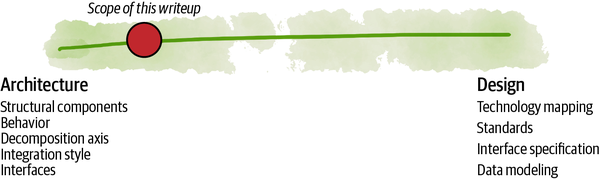 Scope of this writeup
Architecture
Structural components
Behavior
Decomposition axis
Integration style
Interfaces
Design
Technology mapping
Standards
Interface specification
Data modeling